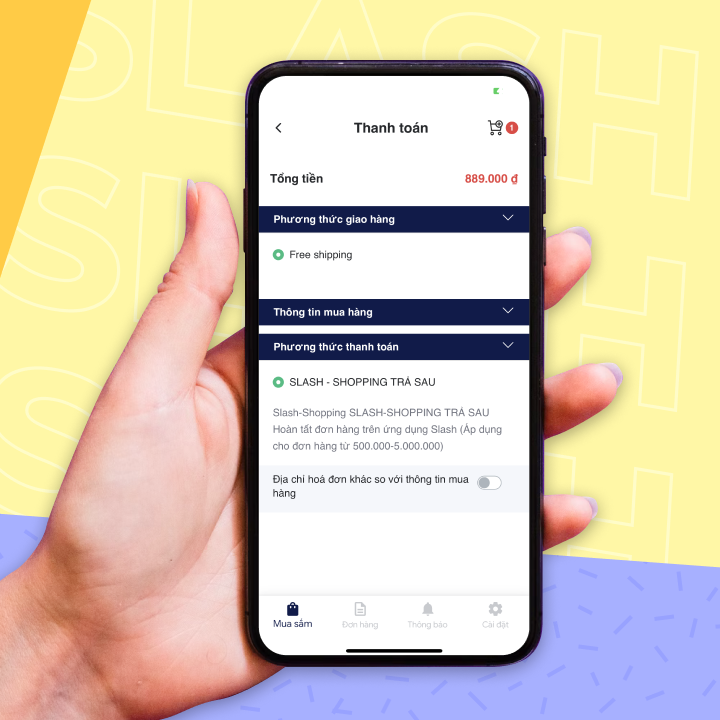 SLASH
Thanh toán
1
Tổng tiền
889.000 ₫
Phương thức giao hàng
Free shipping
Thông tin mua hàng
Phương thức thanh toán
SLASH - SHOPPING TRẢ SAU
Slash-Shopping SLASH-SHOPPING TRẢ SAU
Hoàn tất đơn hàng trên ứng dụng Slash (Áp dụng
cho đơn hàng từ 500.000-5.000.000)
Địa chỉ hoá đơn khác so với thông tin mua
hàng
Mua sắm
Đơn hàng
Thông báo
Cài đặt